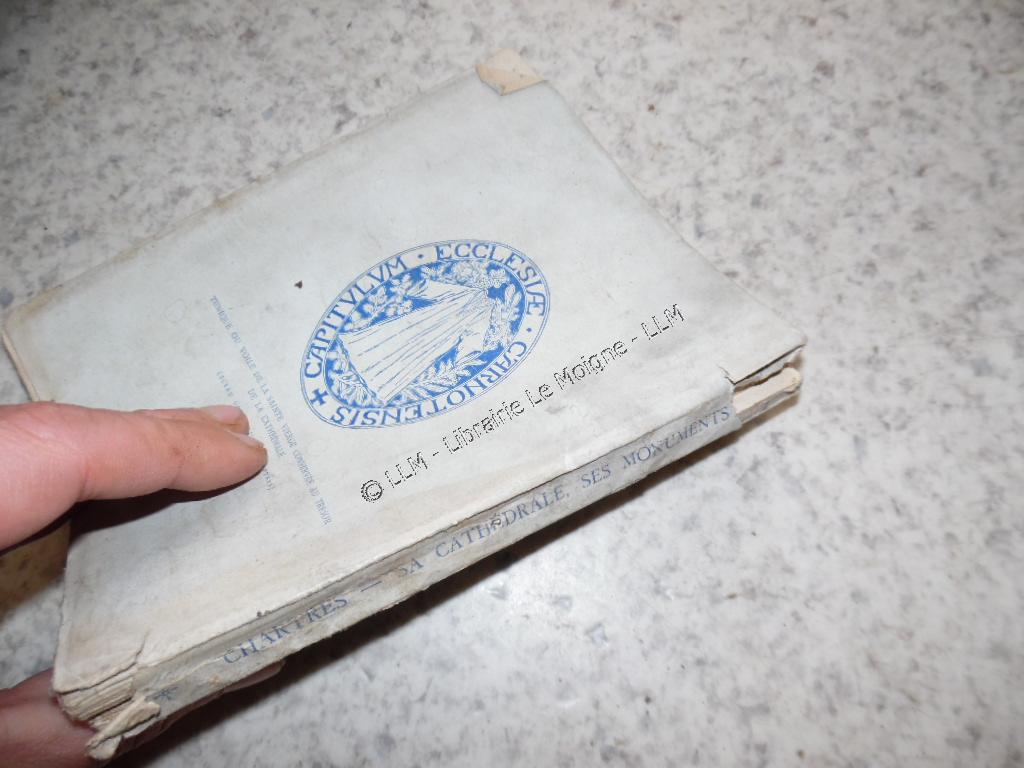 + CAPITVLVM · ECCLESIÆ · CARNOTENSIS
TUNIQUE OU VOILE DE LA SAINTE VIERGE CONSERVÉS AU TRÉSOR
DE LA CATHÉDRALE
© LLM - Librairie Le Moigne - LLM
CHARTRES — SA CATHÉDRALE, SES MONUMENTS